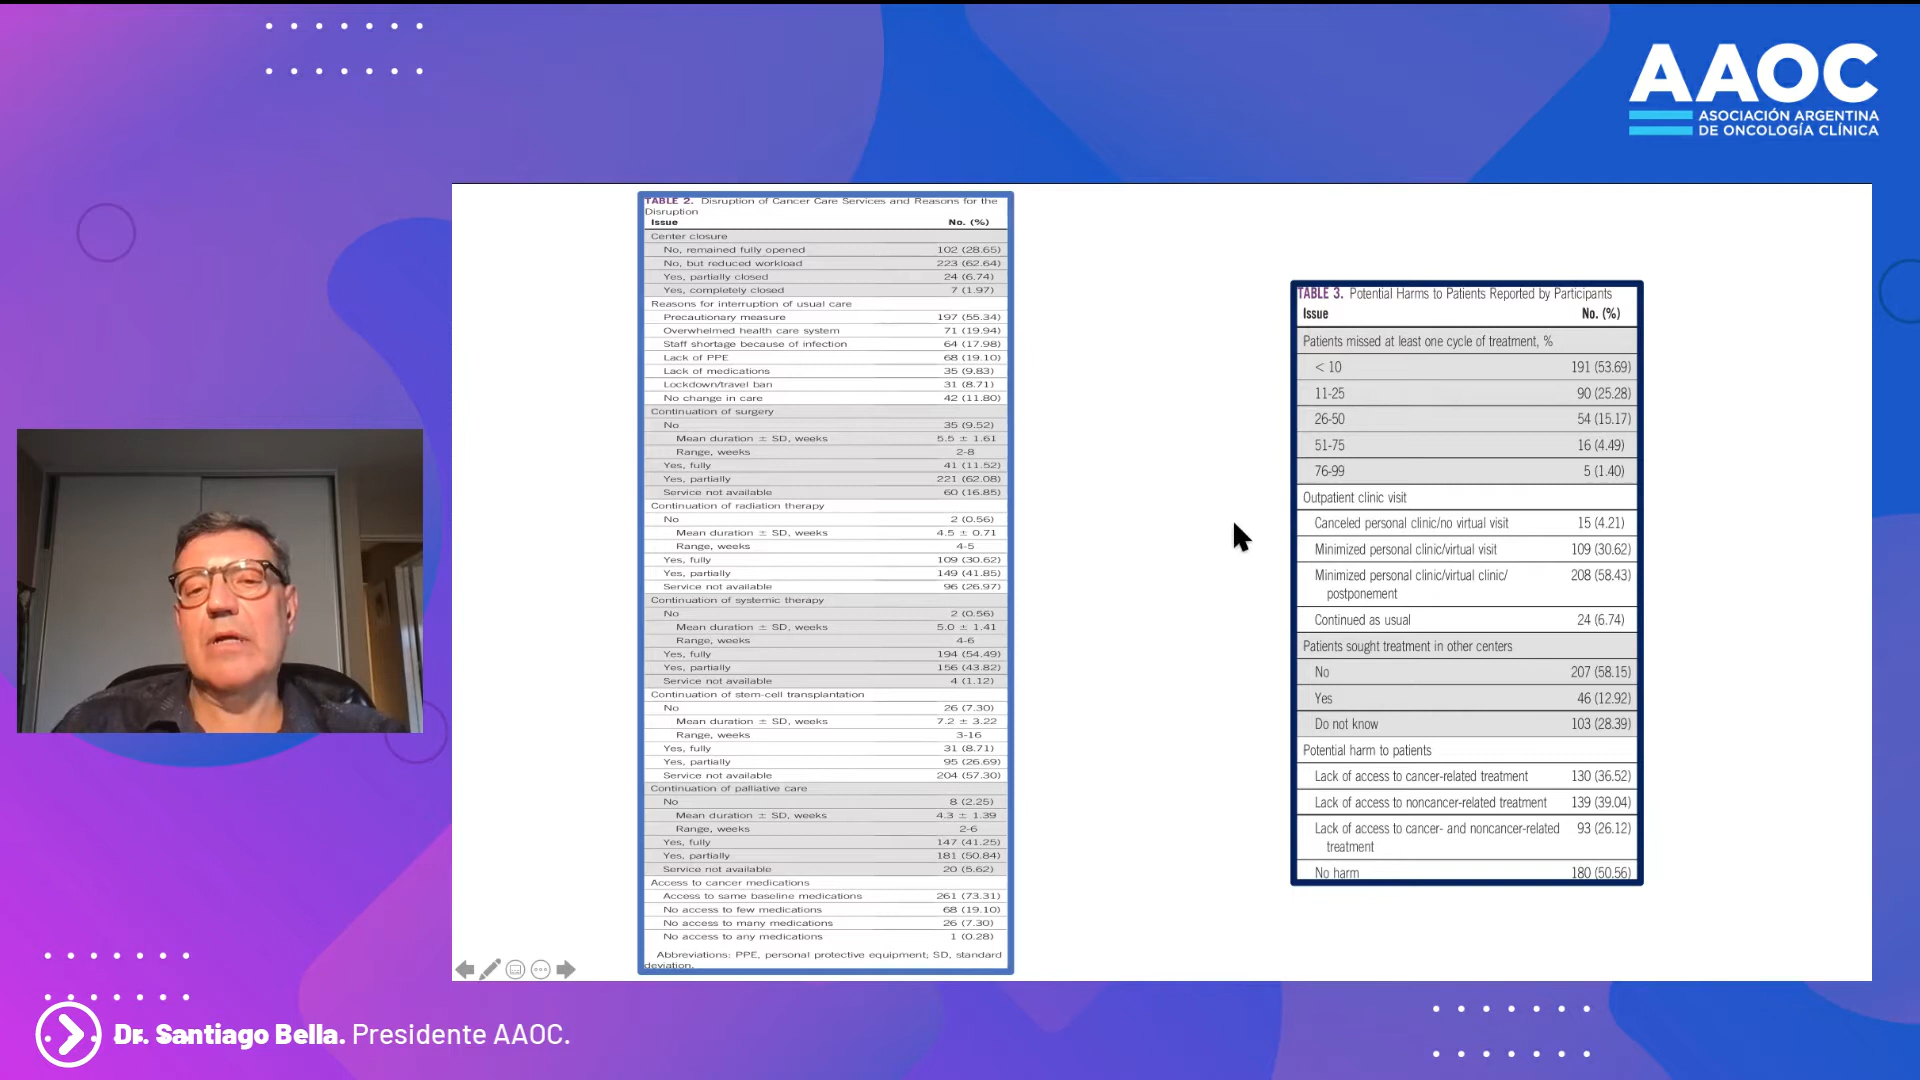 AAOC
ASOCIACIÓN ARGENTINA
DE ONCOLOGÍA CLÍNICA
TABLE 2. Disruption of Cancer Care Services and Reasons for the
Disruption
Issue No. (%)
Center closure
No, remained fully opened 102 (28.65)
No, but reduced workload 223 (62.64)
Yes, partially closed 24 (6.74)
Yes, completely closed 7 (1.97)
Reasons for interruption of usual care
Precautionary measure 197 (55.34)
Overwhelmed health care system 71 (19.94)
Staff shortage because of infection 64 (17.98)
Lack of PPE 68 (19.10)
Lack of medications 35 (9.83)
Lockdown/travel ban 31 (8.71)
No change in care 42 (11.80)
Continuation of surgery
No 35 (9.52)
Mean duration ± SD, weeks 5.5 ± 1.61
Range, weeks 2-8
Yes, fully 41 (11.52)
Yes, partially 221 (62.08)
Service not available 60 (16.85)
Continuation of radiation therapy
No 2 (0.56)
Mean duration ± SD, weeks 4.5 ± 0.71
Range, weeks 4-5
Yes, fully 109 (30.62)
Yes, partially 149 (41.85)
Service not available 96 (26.97)
Continuation of systemic therapy
No 2 (0.56)
Mean duration ± SD, weeks 5.0 ± 1.41
Range, weeks 4-6
Yes, fully 194 (54.49)
Yes, partially 156 (43.82)
Service not available 4 (1.12)
Continuation of stem-cell transplantation
No 26 (7.30)
Mean duration ± SD, weeks 7.2 ± 3.22
Range, weeks 3-16
Yes, fully 31 (8.71)
Yes, partially 95 (26.69)
Service not available 204 (57.30)
Continuation of palliative care
No 8 (2.25)
Mean duration ± SD, weeks 4.3 ± 1.39
Range, weeks 2-6
Yes, fully 147 (41.25)
Yes, partially 181 (50.84)
Service not available 20 (5.62)
Access to cancer medications
Access to same baseline medications 261 (73.31)
No access to few medications 68 (19.10)
No access to many medications 26 (7.30)
No access to any medications 1 (0.28)
Abbreviations: PPE, personal protective equipment; SD, standard
deviation.
TABLE 3. Potential Harms to Patients Reported by Participants
Issue No. (%)
Patients missed at least one cycle of treatment, %
< 10 191 (53.69)
11-25 90 (25.28)
26-50 54 (15.17)
51-75 16 (4.49)
76-99 5 (1.40)
Outpatient clinic visit
Canceled personal clinic/no virtual visit 15 (4.21)
Minimized personal clinic/virtual visit 109 (30.62)
Minimized personal clinic/virtual clinic/ 208 (58.43)
postponement
Continued as usual 24 (6.74)
Patients sought treatment in other centers
No 207 (58.15)
Yes 46 (12.92)
Do not know 103 (28.39)
Potential harm to patients
Lack of access to cancer-related treatment 130 (36.52)
Lack of access to noncancer-related treatment 139 (39.04)
Lack of access to cancer- and noncancer-related 93 (26.12)
treatment
No harm 180 (50.56)
Dr. Santiago Bella. Presidente AAOC.